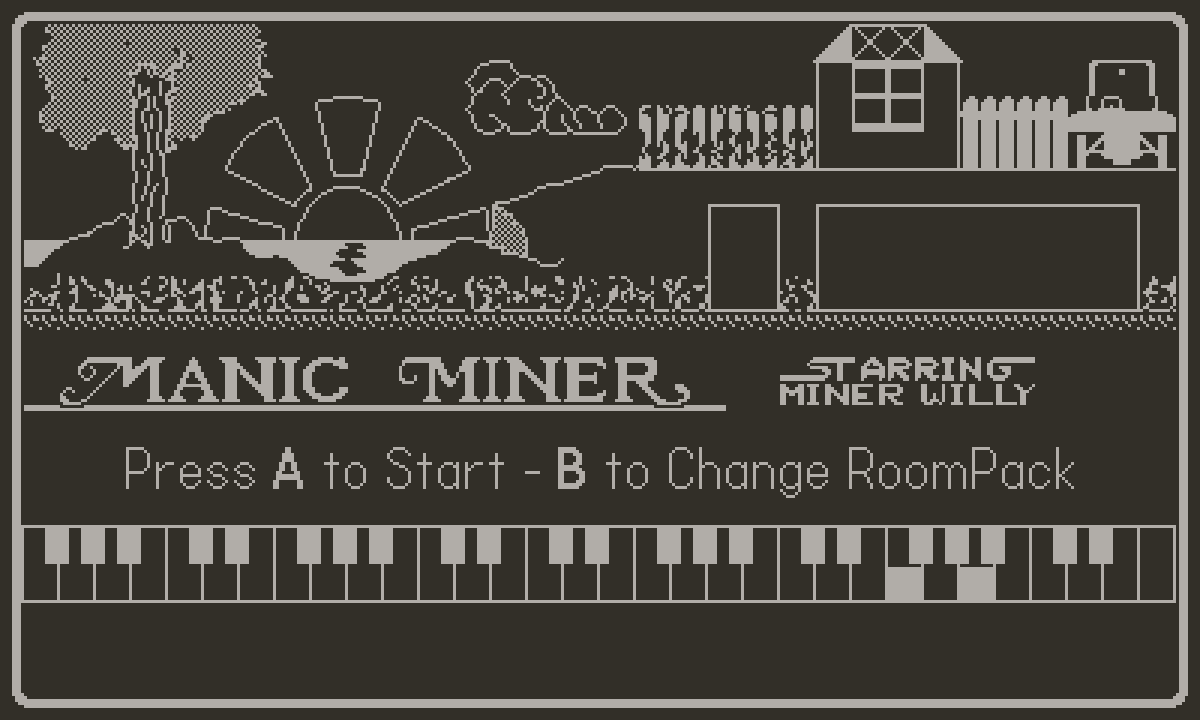 MANIC MINER
STARRING
MINER WILLY
Press A to Start - B to Change RoomPack